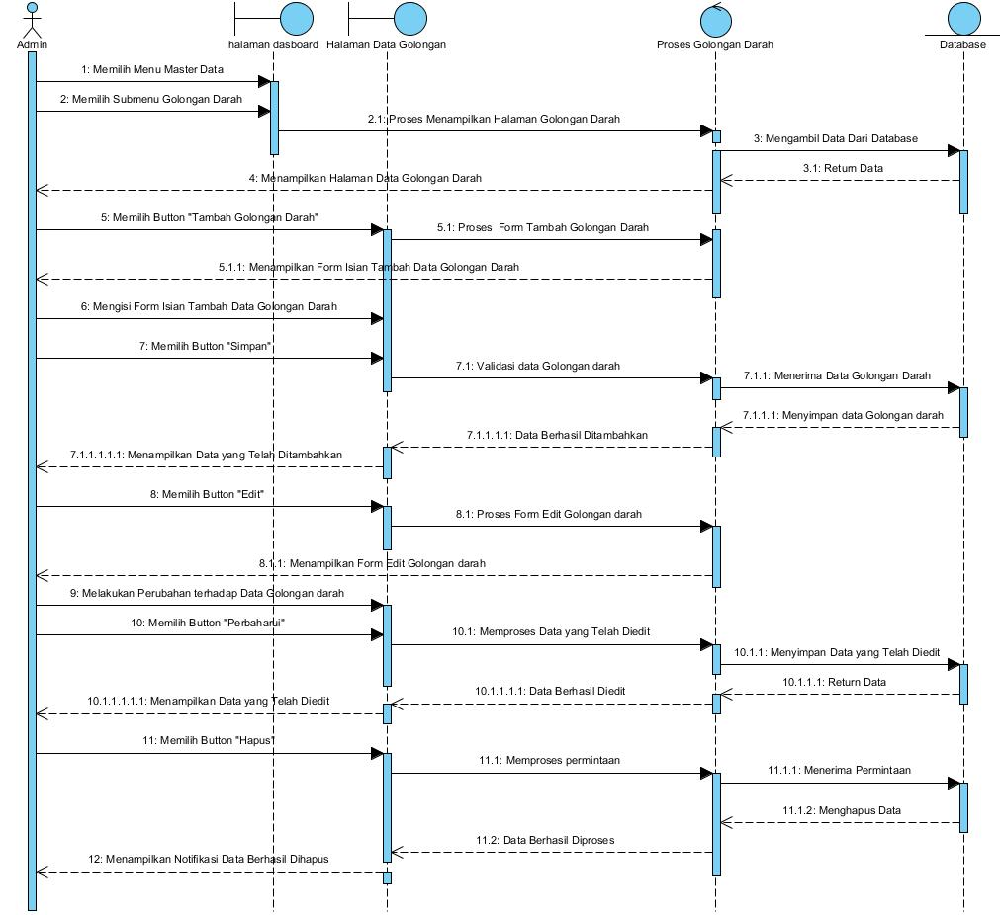 Admin
halaman dasboard
Halaman Data Golongan
Proses Golongan Darah
Database
1: Memilih Menu Master Data
2: Memilih Submenu Golongan Darah
2.1: Proses Menampilkan Halaman Golongan Darah
3: Mengambil Data Dari Database
3.1: Return Data
4: Menampilkan Halaman Data Golongan Darah
5: Memilih Button "Tambah Golongan Darah"
5.1: Proses  Form Tambah Golongan Darah
5.1.1: Menampilkan Form Isian Tambah Data Golongan Darah
6: Mengisi Form Isian Tambah Data Golongan Darah
7: Memilih Button "Simpan"
7.1: Validasi data Golongan darah
7.1.1: Menerima Data Golongan Darah
7.1.1.1: Menyimpan data Golongan darah
7.1.1.1.1: Data Berhasil Ditambahkan
7.1.1.1.1.1: Menampilkan Data yang Telah Ditambahkan
8: Memilih Button "Edit"
8.1: Proses Form Edit Golongan darah
8.1.1: Menampilkan Form Edit Golongan darah
9: Melakukan Perubahan terhadap Data Golongan darah
10: Memilih Button "Perbaharui"
10.1: Memproses Data yang Telah Diedit
10.1.1: Menyimpan Data yang Telah Diedit
10.1.1.1: Return Data
10.1.1.1.1: Data Berhasil Diedit
10.1.1.1.1.1: Menampilkan Data yang Telah Diedit
11: Memilih Button "Hapus"
11.1: Memproses permintaan
11.1.1: Menerima Permintaan
11.1.2: Menghapus Data
11.2: Data Berhasil Diproses
12: Menampilkan Notifikasi Data Berhasil Dihapus